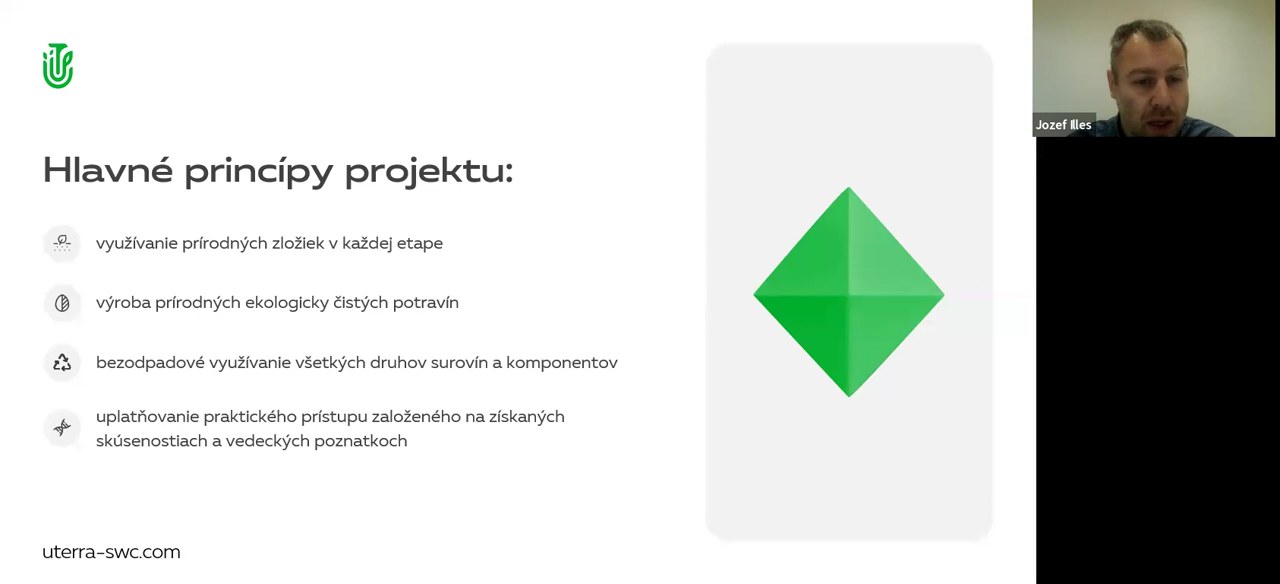 Hlavné princípy projektu:
využívanie prírodných zložiek v každej etape
výroba prírodných ekologicky čistých potravín
bezodpadové využívanie všetkých druhov surovín a komponentov
uplatňovanie praktického prístupu založeného na získaných
skúsenostiach a vedeckých poznatkoch
uterra-swc.com
Jozef Illes